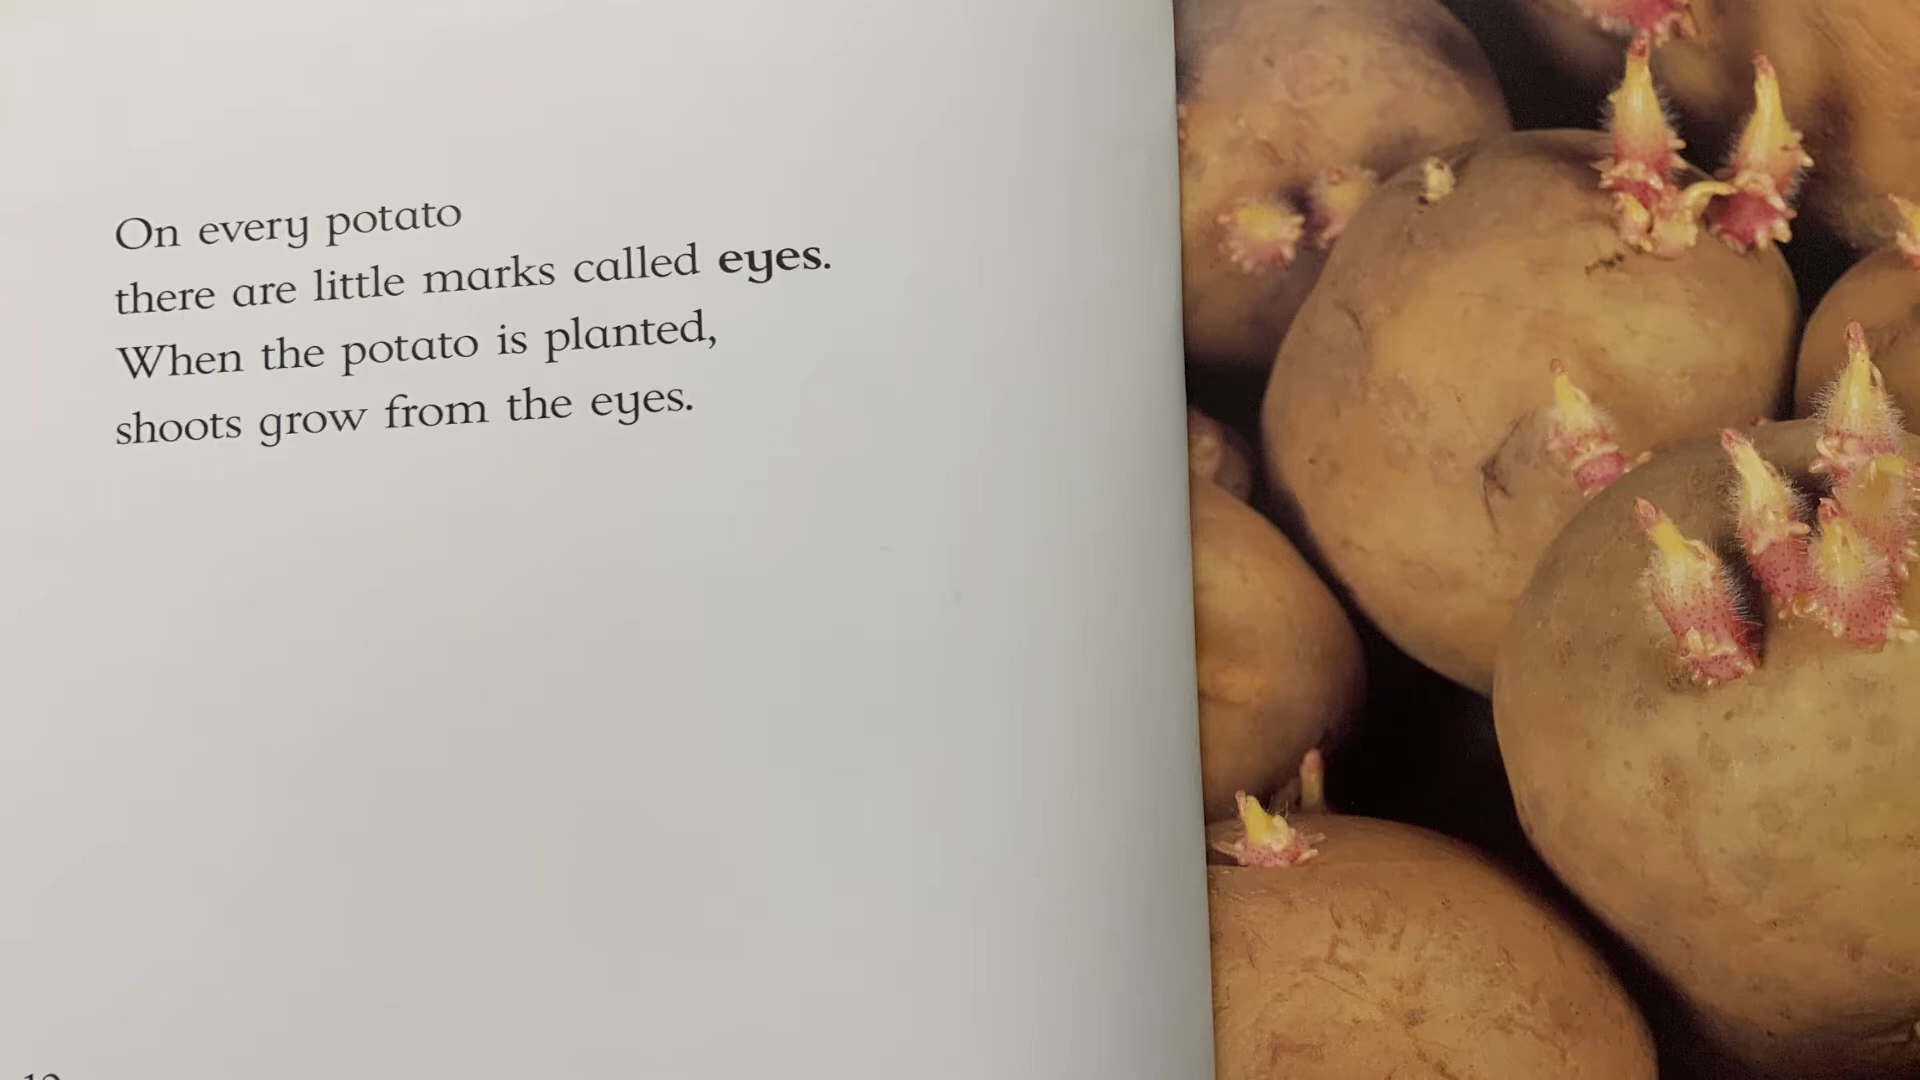 On every potato
there are little marks called eyes.
When the potato is planted,
shoots grow from the eyes.